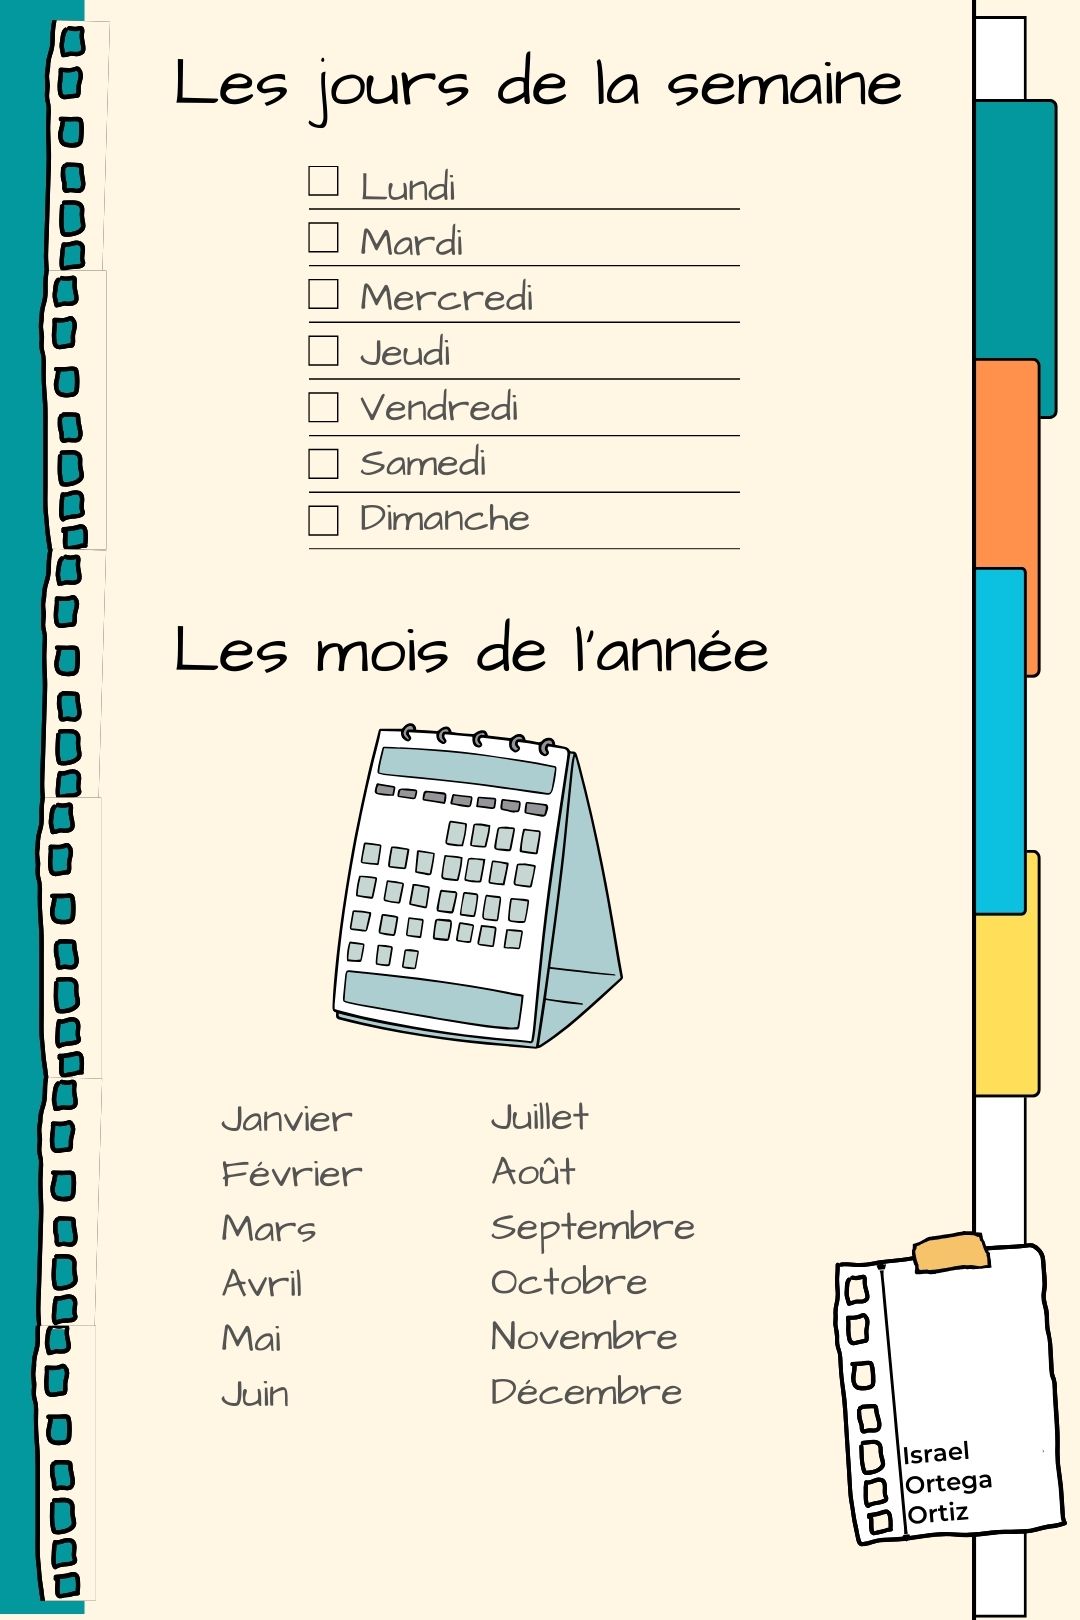 Les jours de la semaine
Lundi
Mardi
Mercredi
Jeudi
Vendredi
Samedi
Dimanche
Les mois de l'année
Janvier
Février
Mars
Avril
Mai
Juin
Juillet
Août
Septembre
Octobre
Novembre
Décembre
Israel
Ortega
Ortiz